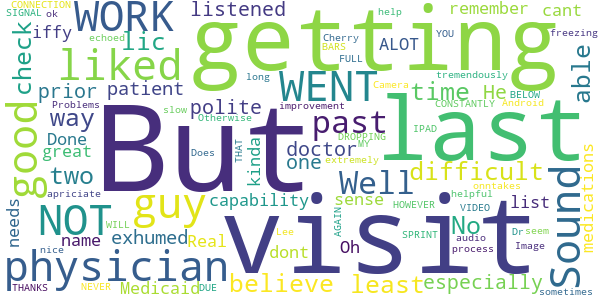 CONNECTION
SIGNAL ok
WORK
listened
getting
remember cant
help
echoed
iffy
lic
Cherry
BARS
ALOT
YOU
freezing
check
liked
FULL
WENT
last
long
tremendously
able
prior patient
time He
BELOW
Problems
improvement
Camera
CONSTANTLY Android
good
way
polite
But
past
slow
Otherwise
DROPPING
IPAD
Done
great
kinda
Does
THAT
doctor
MY
extremely
two
apriciate
one
difficult
medications
NOT
guy
visit
Well
onntakes
helpful
capability
sense
HOWEVER
VIDEO
list
Sound
needs
name
exhumed
WILL
Real
Oh
AGAIN
SPRINT
No
Dr seem
audio
Image
process
physician
nice
dont
Lee
believe least
especially
THANKS
NEVER
Medicaid
DUE
sometimes